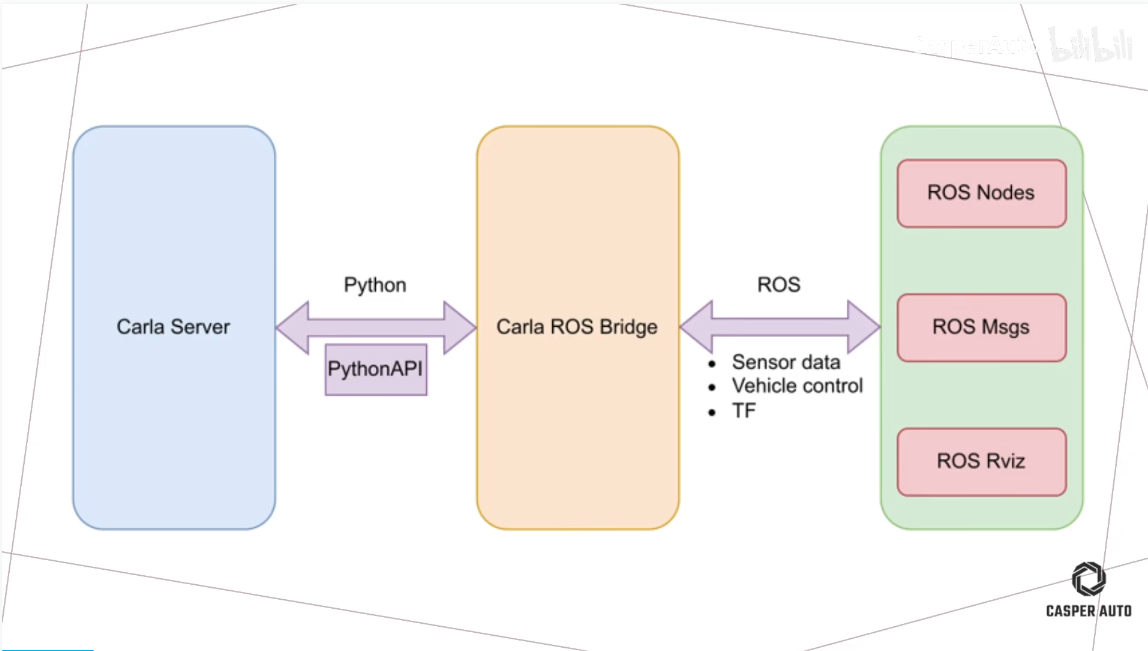 CasperAuto bilibili
Python
ROS
Carla Server
PythonAPI
Carla ROS Bridge
Sensor data
Vehicle control
TF
ROS Nodes
ROS Msgs
ROS Rviz
CASPER AUTO